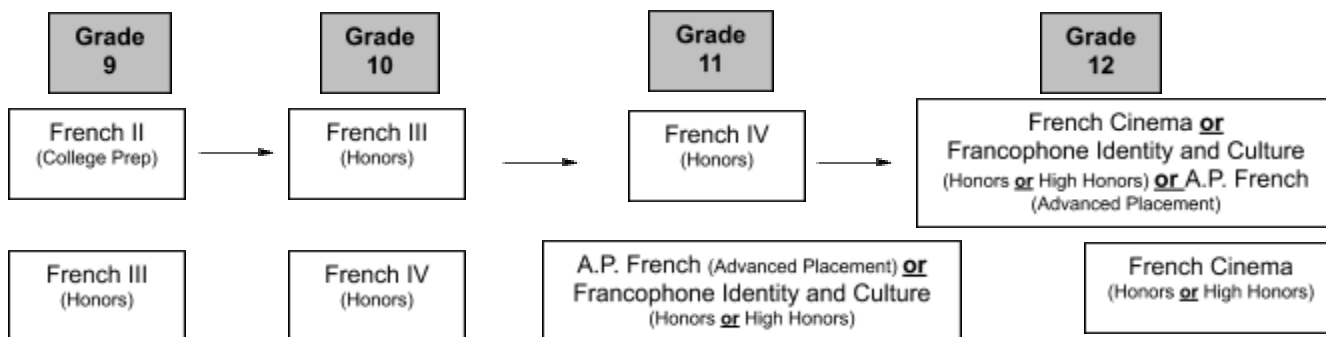 Grade
9
Grade
10
Grade
11
Grade
12
French II
(College Prep)
French III
(Honors)
French IV
(Honors)
French Cinema or
Francophone Identity and Culture
(Honors or High Honors) or A.P. French
(Advanced Placement)
French III
(Honors)
French IV
(Honors)
A.P. French (Advanced Placement) or
Francophone Identity and Culture
(Honors or High Honors)
French Cinema
(Honors or High Honors)